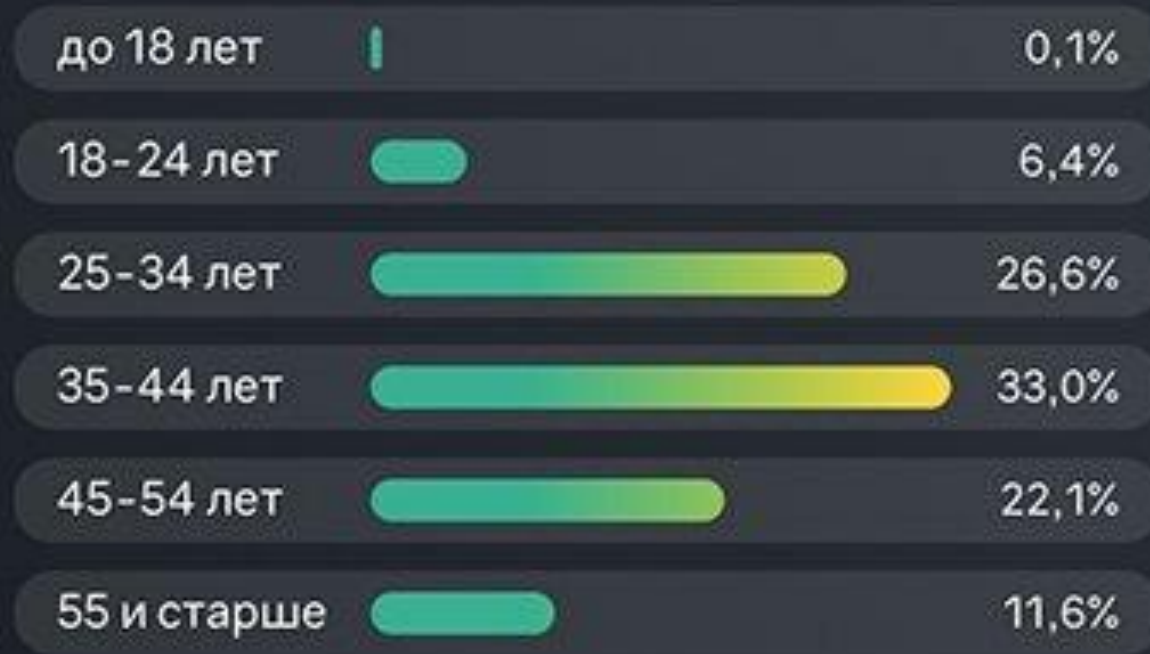 до 18 лет 0,1%
18-24 лет 6,4%
25-34 лет 26,6%
35-44 лет 33,0%
45-54 лет 22,1%
55 и старше 11,6%